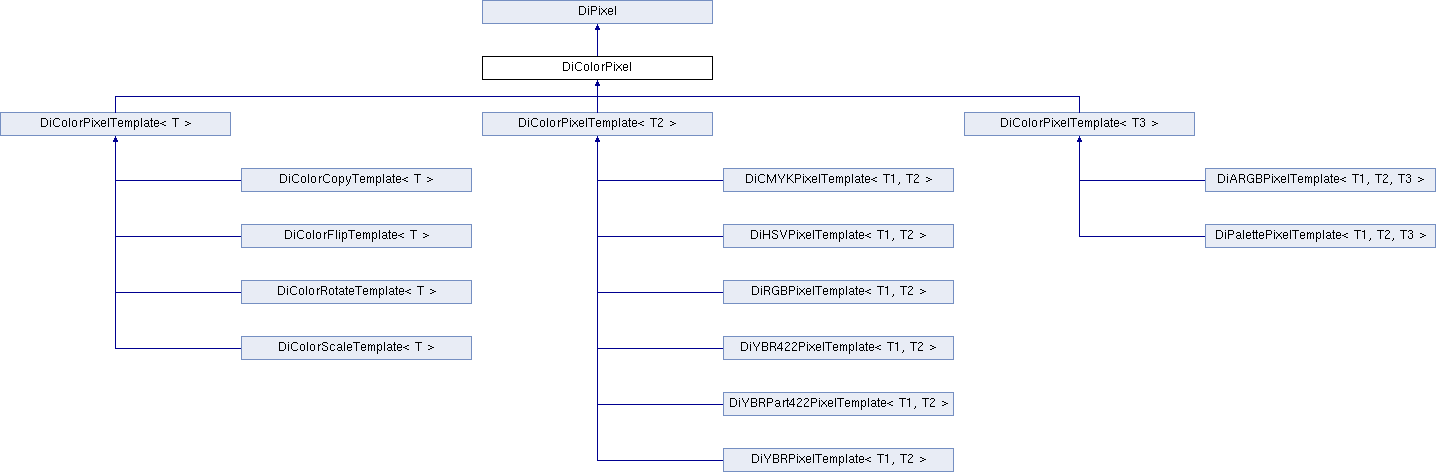 DiPixel
DiColorPixel
DiColorPixelTemplate< T >
DiColorPixelTemplate< T2 >
DiColorPixelTemplate< T3 >
DiColorCopyTemplate< T >
DiCMYKPixelTemplate< T1, T2 >
DiARGBPixelTemplate< T1, T2, T3 >
DiColorFlipTemplate< T >
DiHSVPixelTemplate< T1, T2 >
DiPalettePixelTemplate< T1, T2, T3 >
DiColorRotateTemplate< T >
DiRGBPixelTemplate< T1, T2 >
DiColorScaleTemplate< T >
DiYBR422PixelTemplate< T1, T2 >
DiYBRPart422PixelTemplate< T1, T2 >
DiYBRPixelTemplate< T1, T2 >